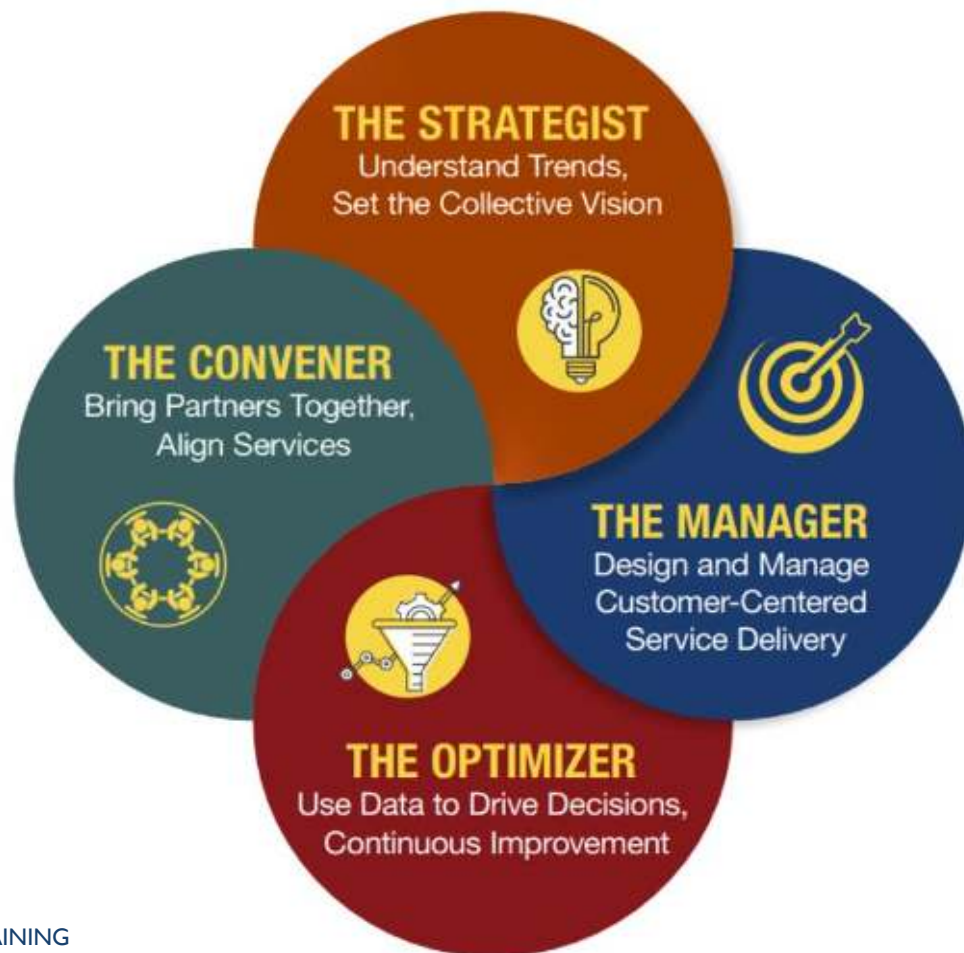 THE STRATEGIST
Understand Trends,
Set the Collective Vision
THE CONVENER
Bring Partners Together,
Align Services
THE MANAGER
Design and Manage
Customer-Centered
Service Delivery
THE OPTIMIZER
Use Data to Drive Decisions,
Continuous Improvement
AINING